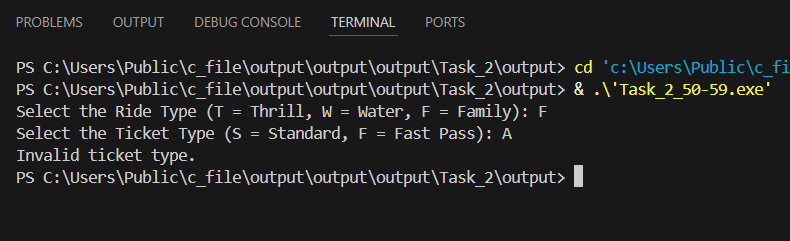 PROBLEMS OUTPUT DEBUG CONSOLE TERMINAL PORTS
PS C:\Users\Public\c_file\output\output\output\Task_2\output> cd 'c:\Users\Public\c_fi
PS C:\Users\Public\c_file\output\output\output\Task_2\output> & .\'Task_2_50-59.exe'
Select the Ride Type (T = Thrill, W = Water, F = Family): F
Select the Ticket Type (S = Standard, F = Fast Pass): A
Invalid ticket type.
PS C:\Users\Public\c_file\output\output\output\Task_2\output>